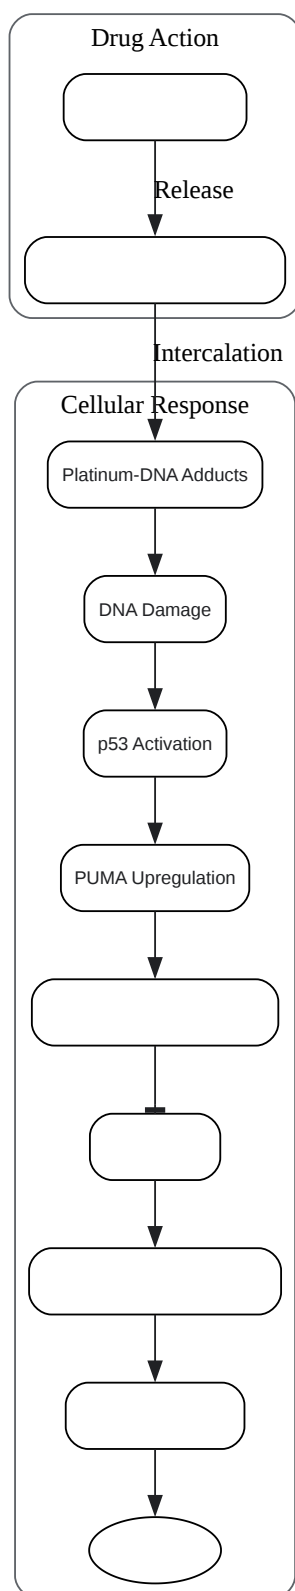 Drug Action
Release
Intercalation
Cellular Response
Platinum-DNA Adducts
DNA Damage
p53 Activation
PUMA Upregulation